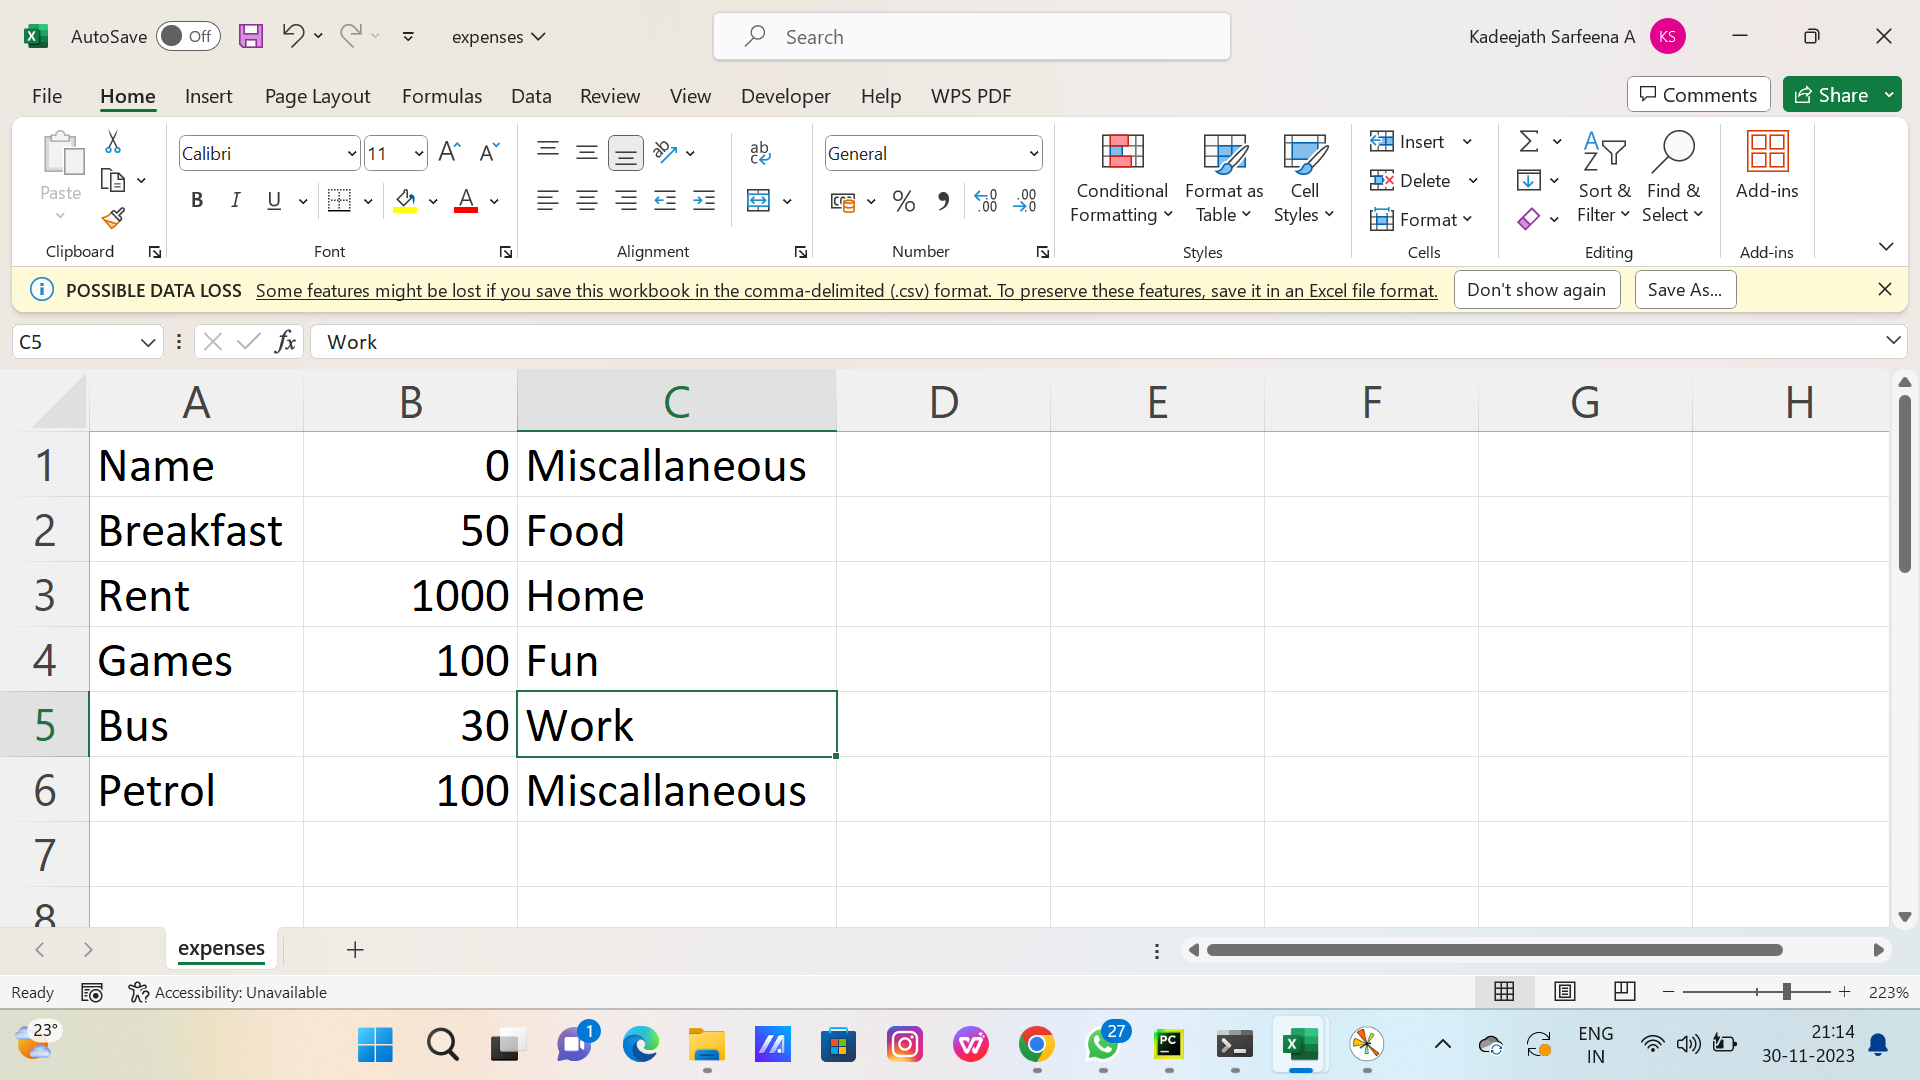 AutoSave Off expenses Search Kadeejath Sarfeena A KS
File Home Insert Page Layout Formulas Data Review View Developer Help WPS PDF Comments Share
Paste
Clipboard
Calibri 11
B I U A
Font
ab
Alignment
General
% .00 .00
Number
Conditional Formatting
Format as Table
Cell Styles
Styles
Insert
Delete
Format
Cells
Sort & Filter
Find & Select
Editing
Add-ins
Add-ins
POSSIBLE DATA LOSS Some features might be lost if you save this workbook in the comma-delimited (.csv) format. To preserve these features, save it in an Excel file format. Don't show again Save As...
C5 fx Work
A B C D E F G H
1 Name 0 Miscallaneous
2 Breakfast 50 Food
3 Rent 1000 Home
4 Games 100 Fun
5 Bus 30 Work
6 Petrol 100 Miscallaneous
7
8
expenses
Ready Accessibility: Unavailable 223%
23° 1 27 PC ENG 21:14
IN 30-11-2023